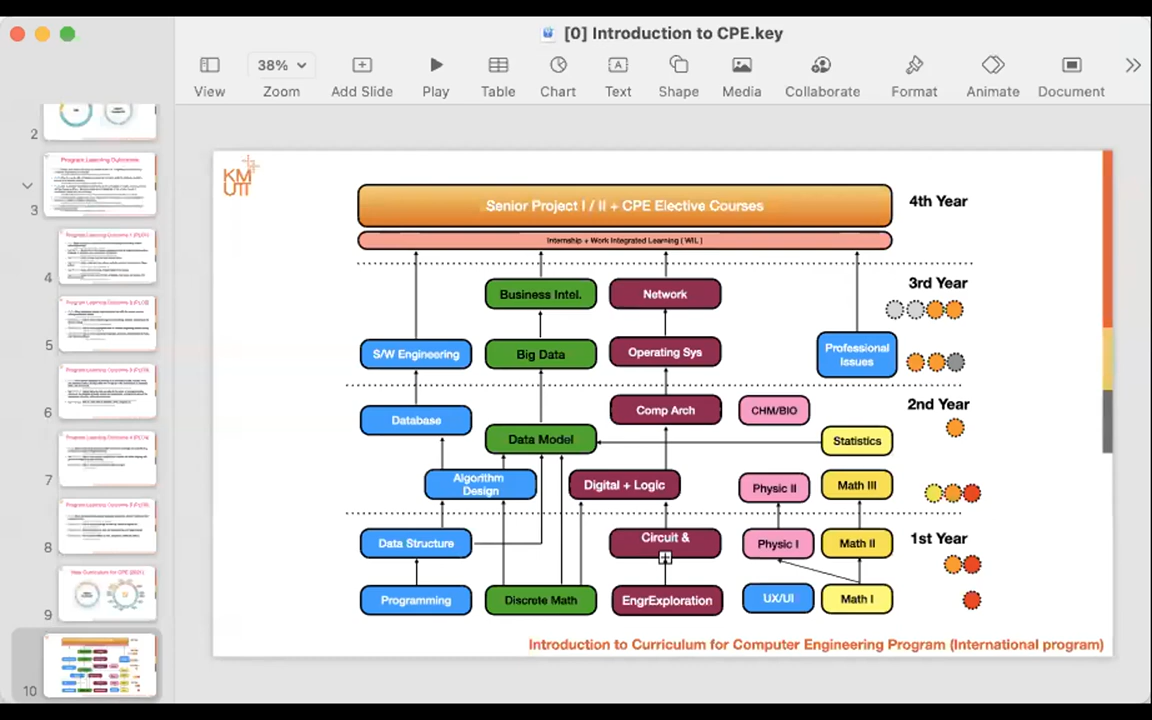 [0] Introduction to CPE.key
38%
View
Zoom
Add Slide
Play
Table
Chart
Text
Shape
Media
Collaborate
Format
Animate
Document
2
3
4
5
6
7
8
9
10
Program Learning Outcomes
KM
UTT
Senior Project I / II + CPE Elective Courses
4th Year
Internship + Work Integrated Learning ( WIL )
3rd Year
Business Intel.
Network
S/W Engineering
Big Data
Operating Sys
Professional
Issues
2nd Year
Database
Comp Arch
CHM/BIO
Data Model
Statistics
Algorithm
Design
Digital + Logic
Physic II
Math III
1st Year
Data Structure
Circuit &
Physic I
Math II
Programming
Discrete Math
EngrExploration
UX/UI
Math I
Introduction to Curriculum for Computer Engineering Program (International program)